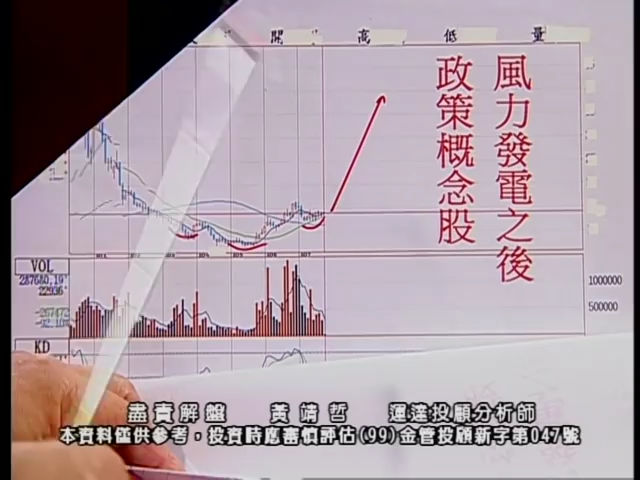 開 高 低 量
風力發電之後
政策概念股
VOL
22936
1000000
500000
KD
盡責解盤 黃靖哲 運達投顧分析師
本資料僅供參考，投資時應審慎評估(99)金管投顧新字第047號